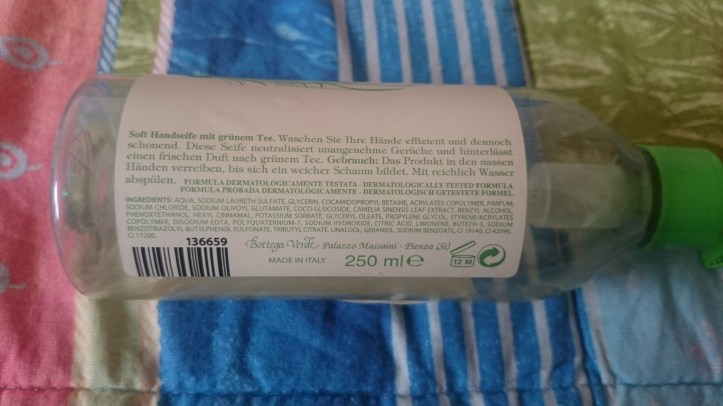 Soft Handseife mit grünem Tee. Waschen Sie Ihre Hände effizient und dennoch
schonend. Diese Seife neutralisiert unangenehme Gerüche und hinterlässt
einen frischen Duft nach grünem Tee. Gebrauch: Das Produkt in den nassen
Händen verreiben, bis sich ein weicher Schaum bildet. Mit reichlich Wasser
abspülen.
FORMULA DERMATOLOGICAMENTE TESTATA - DERMATOLOGICALLY TESTED FORMULA
FÓRMULA PROBADA DERMATOLÓGICAMENTE - DERMATOLOGISCH GETESTETE FORMEL
INGREDIENTS: AQUA, SODIUM LAURETH SULFATE, GLYCERIN, COCAMIDOPROPYL BETAINE, ACRYLATES COPOLYMER, PARFUM,
SODIUM CHLORIDE, SODIUM OLIVOYL GLUTAMATE, COCO-GLUCOSIDE, CAMELIA SINENSIS LEAF EXTRACT, BENZYL ALCOHOL,
PHENOXYETHANOL, HEXYL CINNAMAL, POTASSIUM SORBATE, GLYCERYL OLEATE, PROPYLENE GLYCOL, STYRENE/ACRYLATES
COPOLYMER, DISODIUM EDTA, POLYQUATERNIUM-7, SODIUM HYDROXIDE, CITRIC ACID, LIMONENE, BUTETH-3, SODIUM
BENZOTRIAZOLYL BUTYLPHENOL SULFONATE, TRIBUTYL CITRATE, LINALOOL, GERANIOL, SODIUM BENZOATE, CI 19140, CI 42090,
CI 17200.
136659
Bottega Verde Palazzo Massaini - Pienza (Si)
MADE IN ITALY
250 ml e
12 M